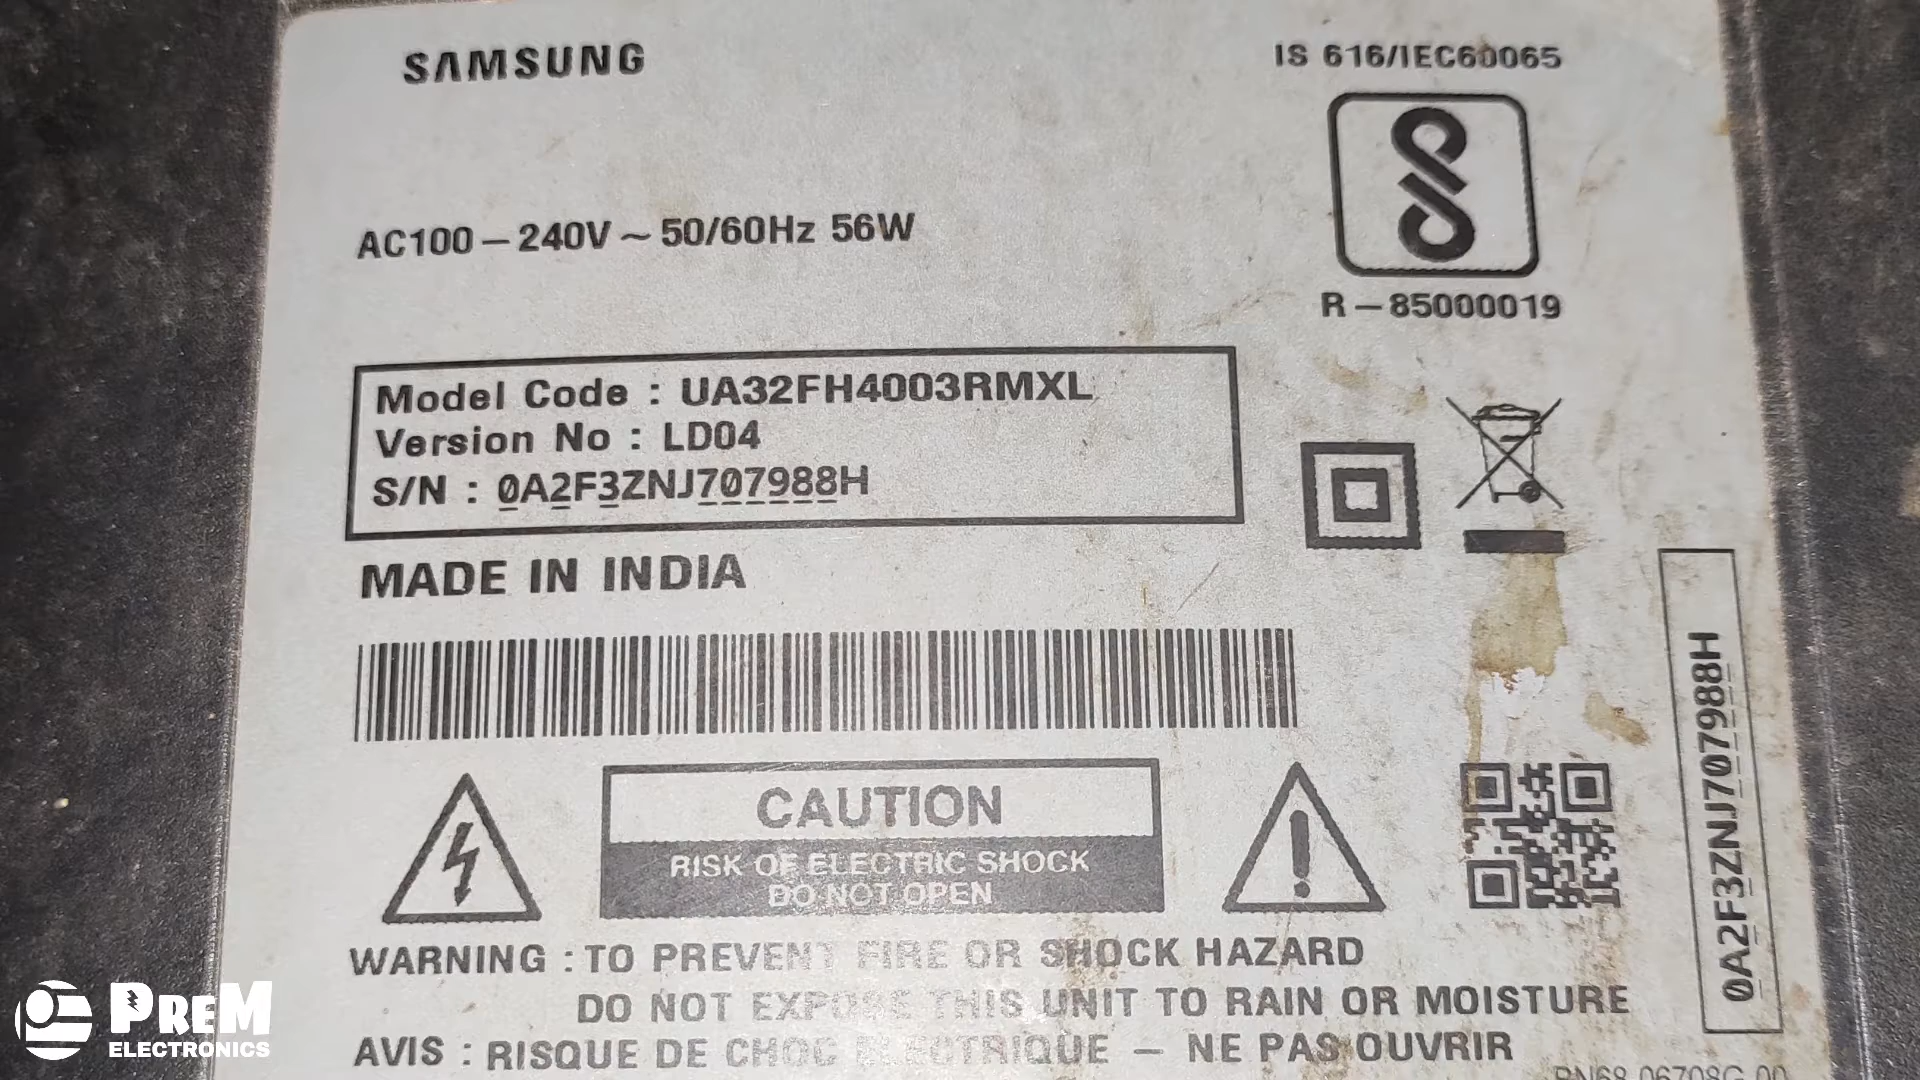 SAMSUNG
IS 616/IEC60065
AC100 – 240V ~ 50/60Hz 56W
R – 85000019
Model Code : UA32FH4003RMXL
Version No : LD04
S/N : 0A2F3ZNJ707988H
MADE IN INDIA
0A2F3ZNJ707988H
CAUTION
RISK OF ELECTRIC SHOCK
DO NOT OPEN
WARNING : TO PREVENT FIRE OR SHOCK HAZARD
DO NOT EXPOSE THIS UNIT TO RAIN OR MOISTURE
AVIS : RISQUE DE CHOC ELECTRIQUE – NE PAS OUVRIR
PREM
ELECTRONICS